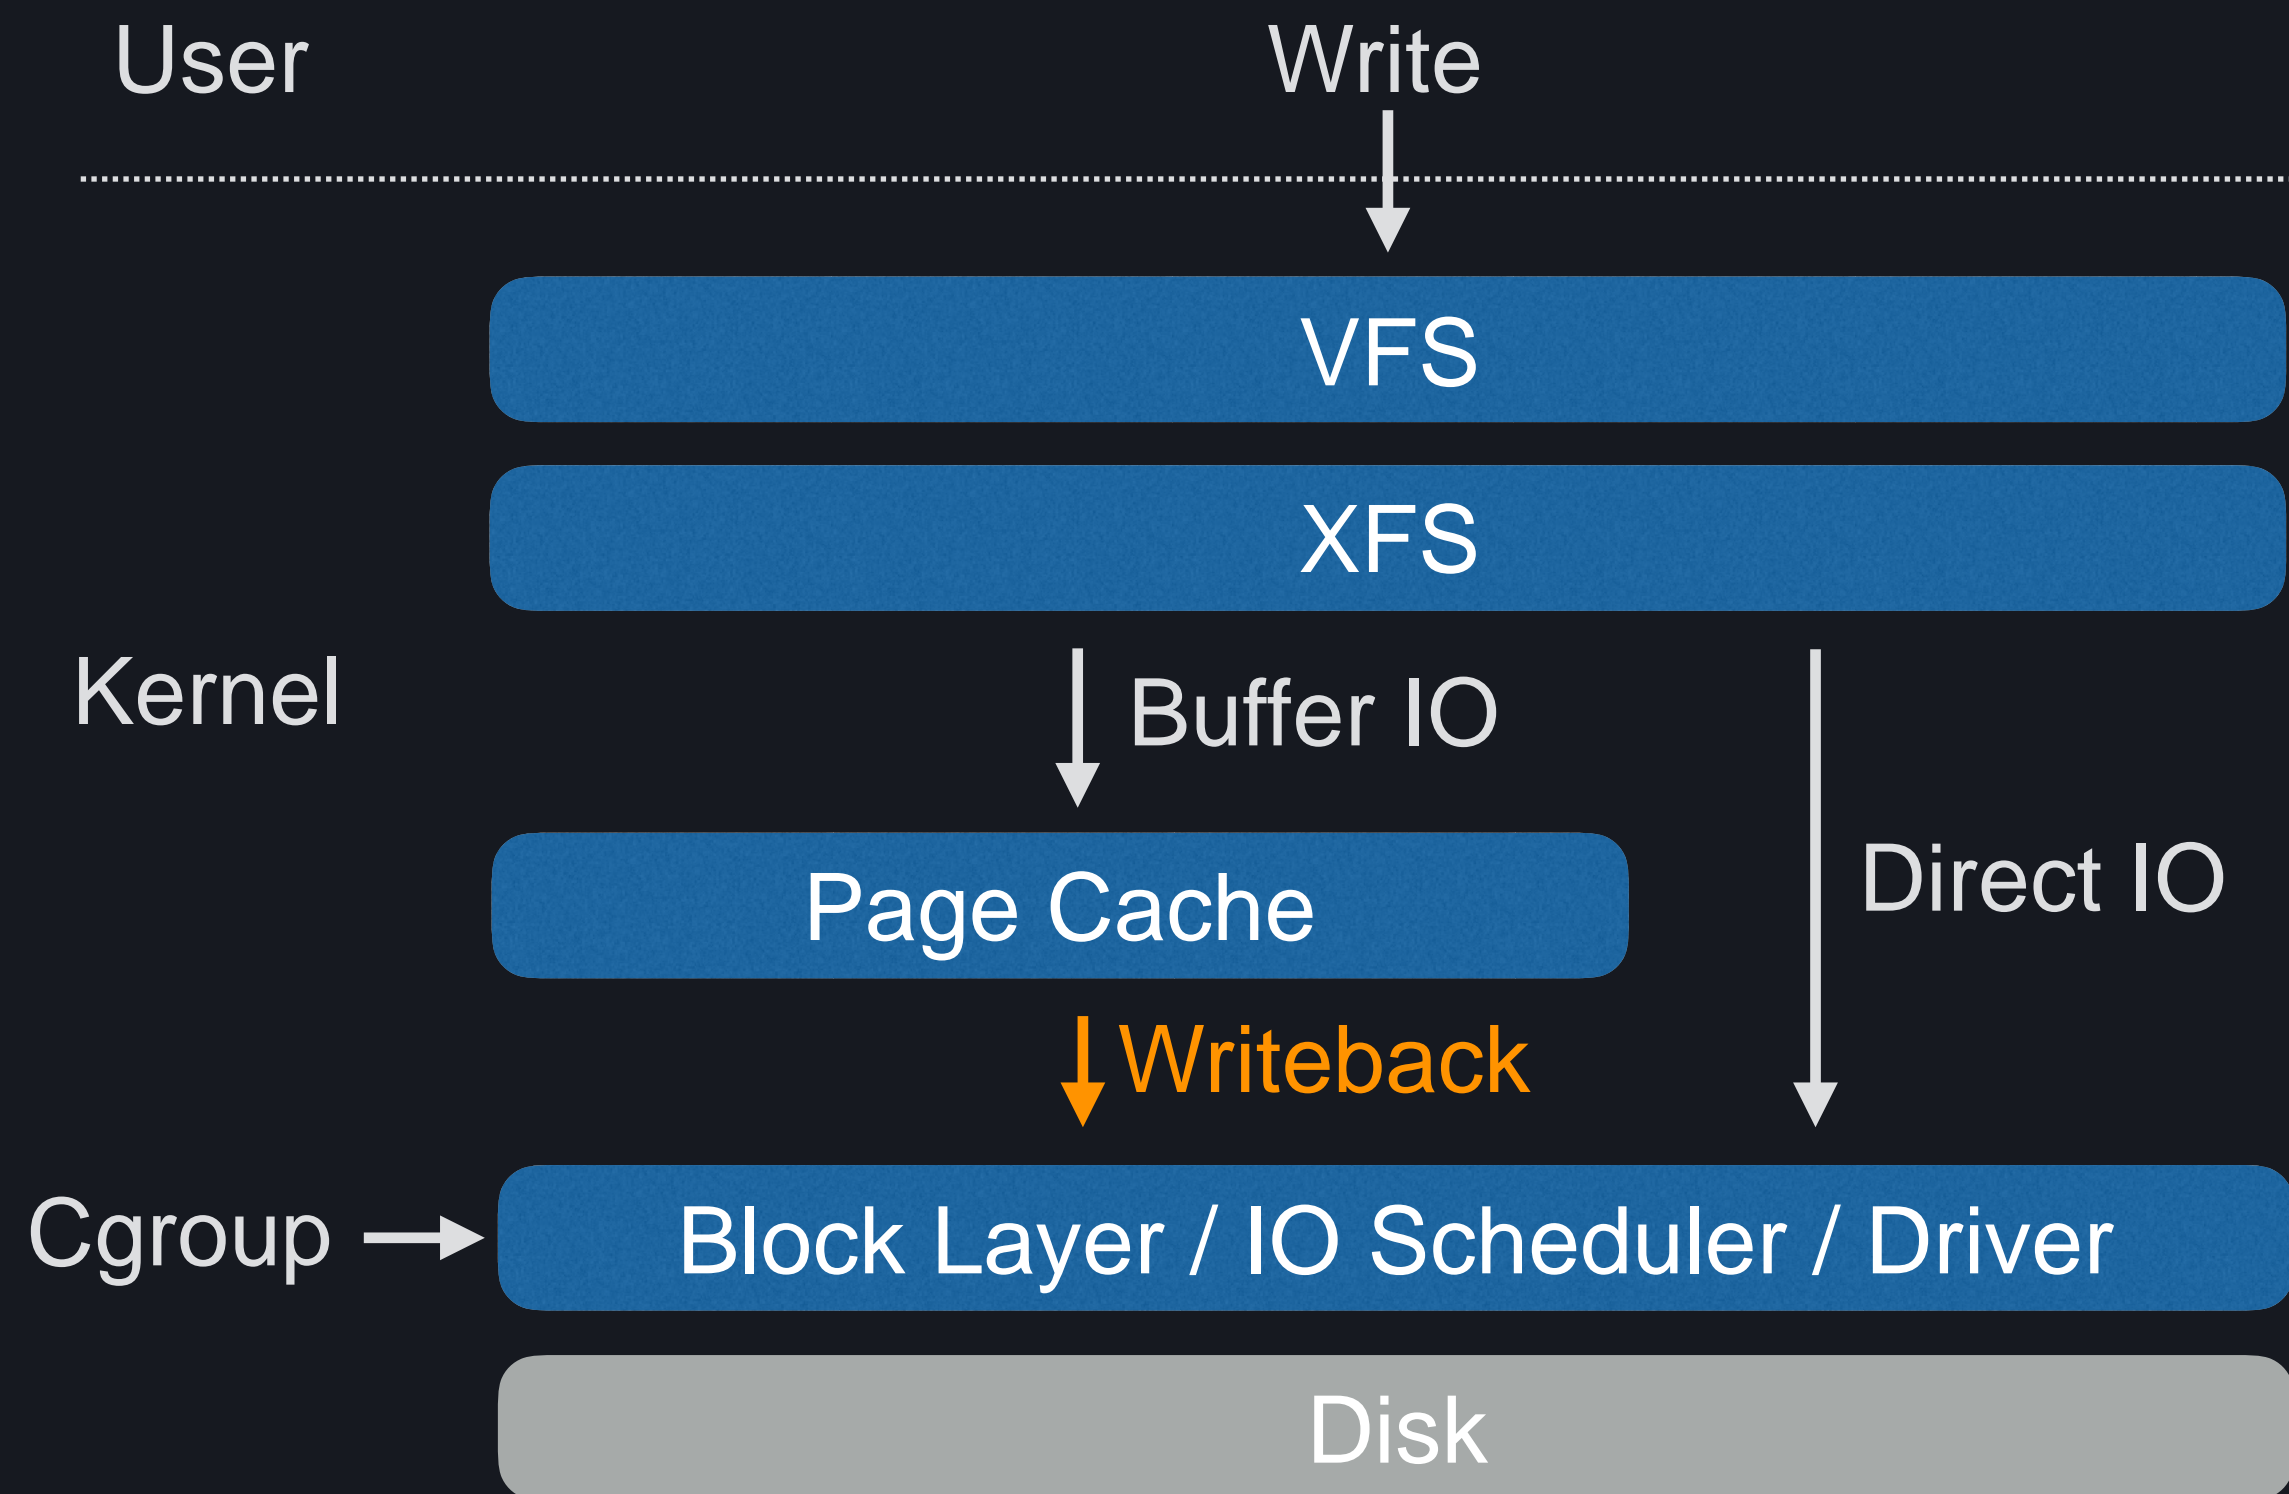 User
Write
VFS
XFS
Kernel
Buffer IO
Direct IO
Page Cache
Writeback
Cgroup
Block Layer / IO Scheduler / Driver
Disk